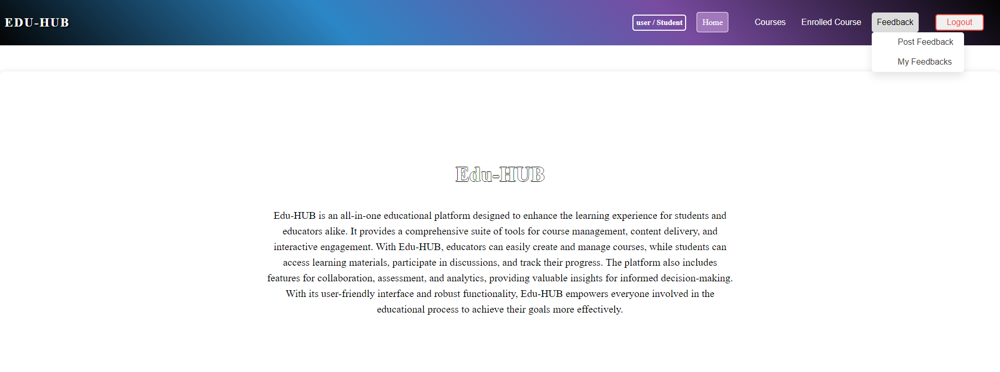 EDU-HUB
user / Student
Home
Courses
Enrolled Course
Feedback
Logout
Post Feedback
My Feedbacks
Edu-HUB
Edu-HUB is an all-in-one educational platform designed to enhance the learning experience for students and
educators alike. It provides a comprehensive suite of tools for course management, content delivery, and
interactive engagement. With Edu-HUB, educators can easily create and manage courses, while students can
access learning materials, participate in discussions, and track their progress. The platform also includes
features for collaboration, assessment, and analytics, providing valuable insights for informed decision-making.
With its user-friendly interface and robust functionality, Edu-HUB empowers everyone involved in the
educational process to achieve their goals more effectively.